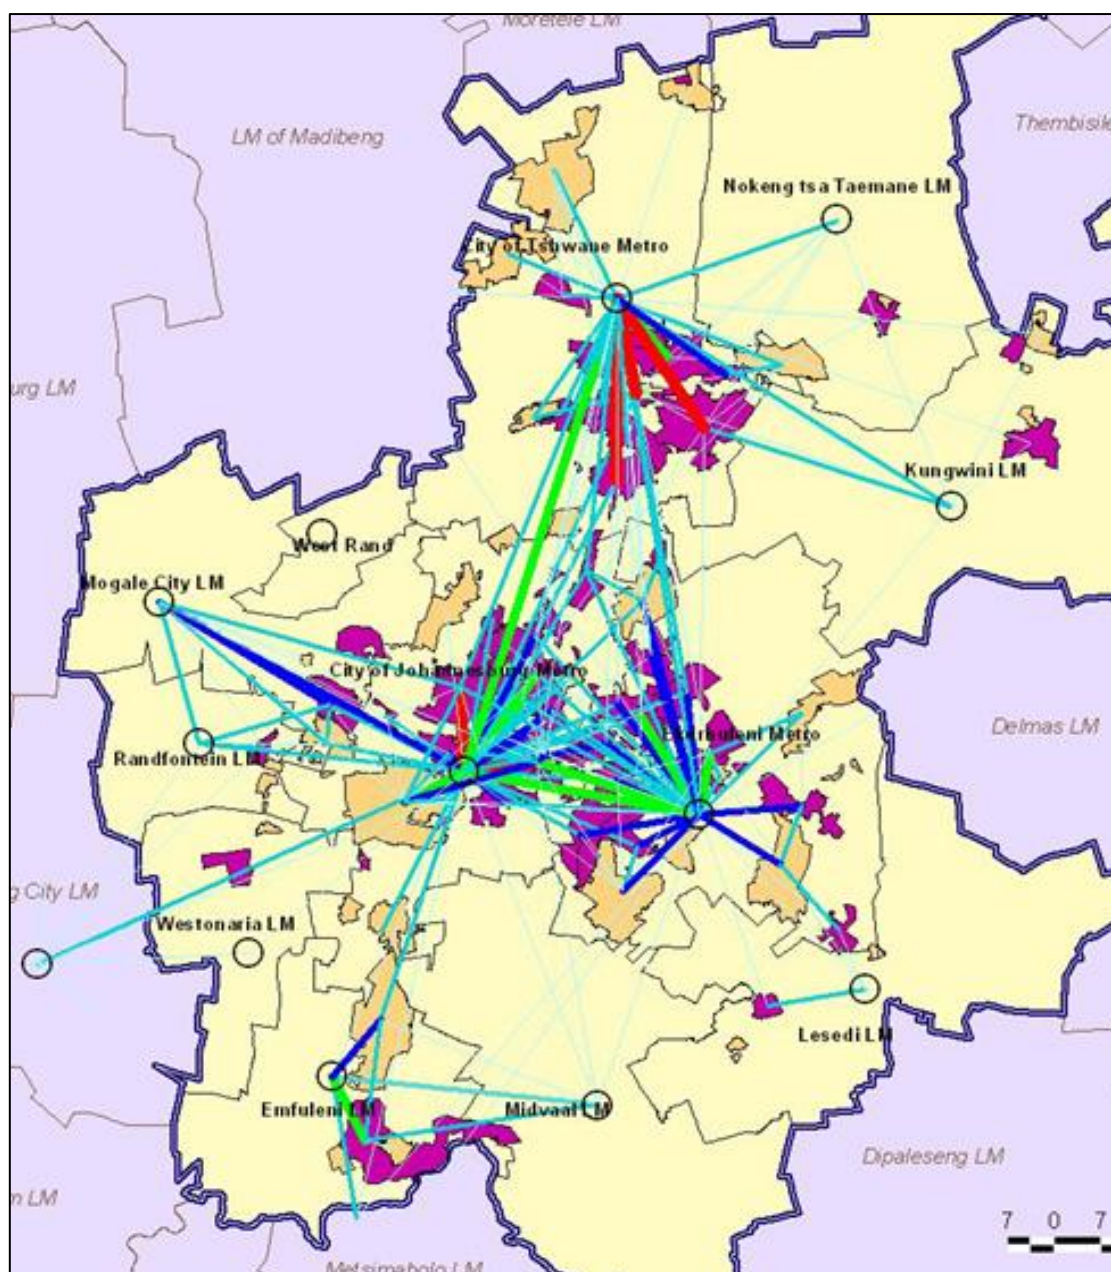 Moretele LM
LM of Madibeng
Thembisile
Nokeng tsa Taemane LM
City of Tshwane Metro
urg LM
Kungwini LM
West Rand
Mogale City LM
City of Johannesburg Metro
Delmas LM
Ekurhuleni Metro
Randfontein LM
g City LM
Westonaria LM
Lesedi LM
Emfuleni LM
Midvaal LM
Dipaleseng LM
m LM
7 0 7
Metsimaholo LM